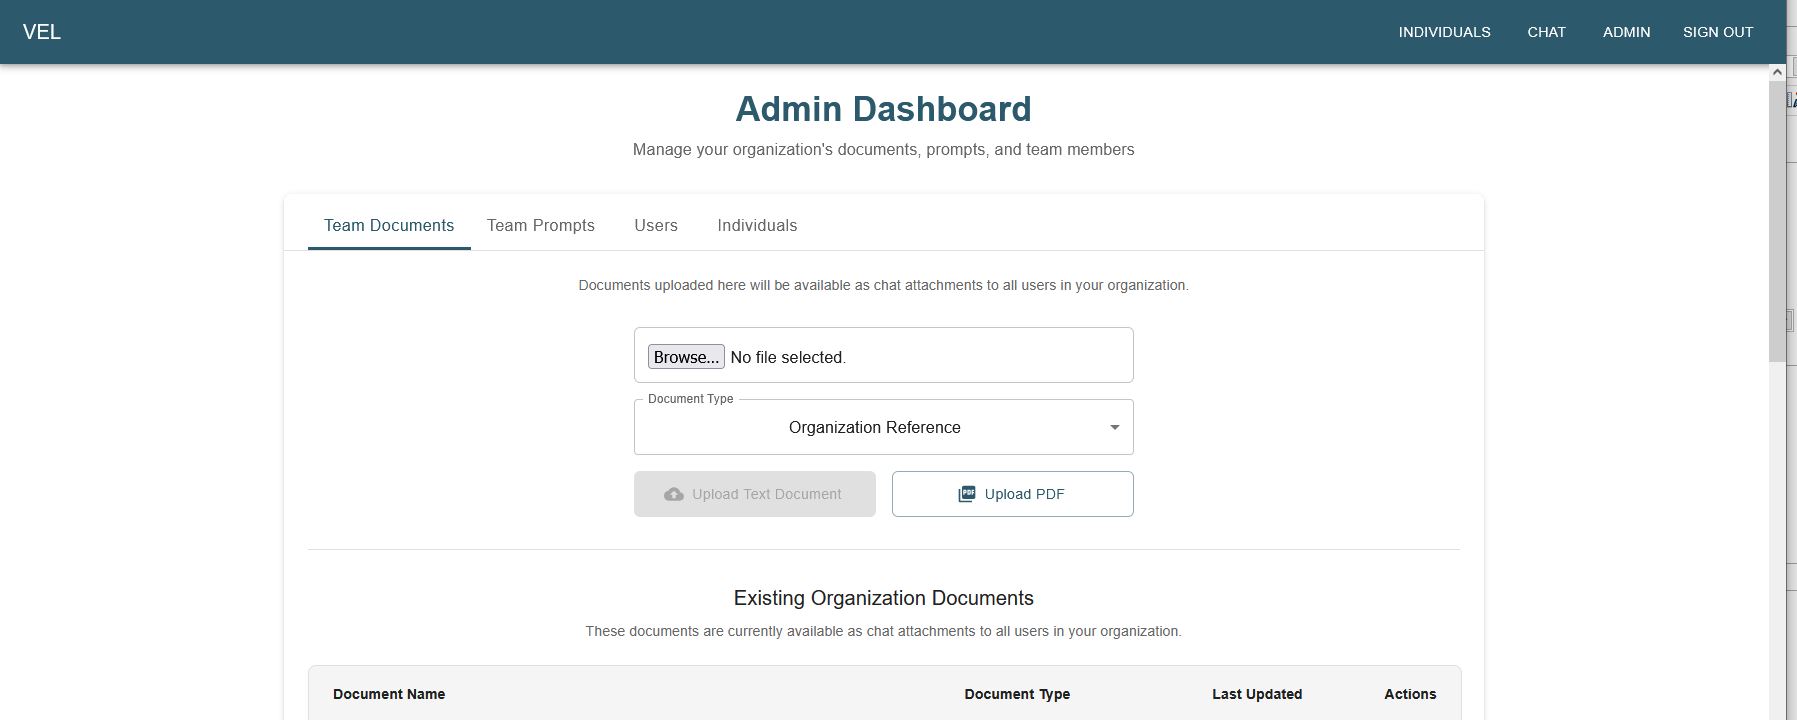 VEL INDIVIDUALS CHAT ADMIN SIGN OUT
Admin Dashboard
Manage your organization's documents, prompts, and team members
Team Documents Team Prompts Users Individuals
Documents uploaded here will be available as chat attachments to all users in your organization.
Browse... No file selected.
Document Type
Organization Reference
Upload Text Document PDF Upload PDF
Existing Organization Documents
These documents are currently available as chat attachments to all users in your organization.
Document Name Document Type Last Updated Actions